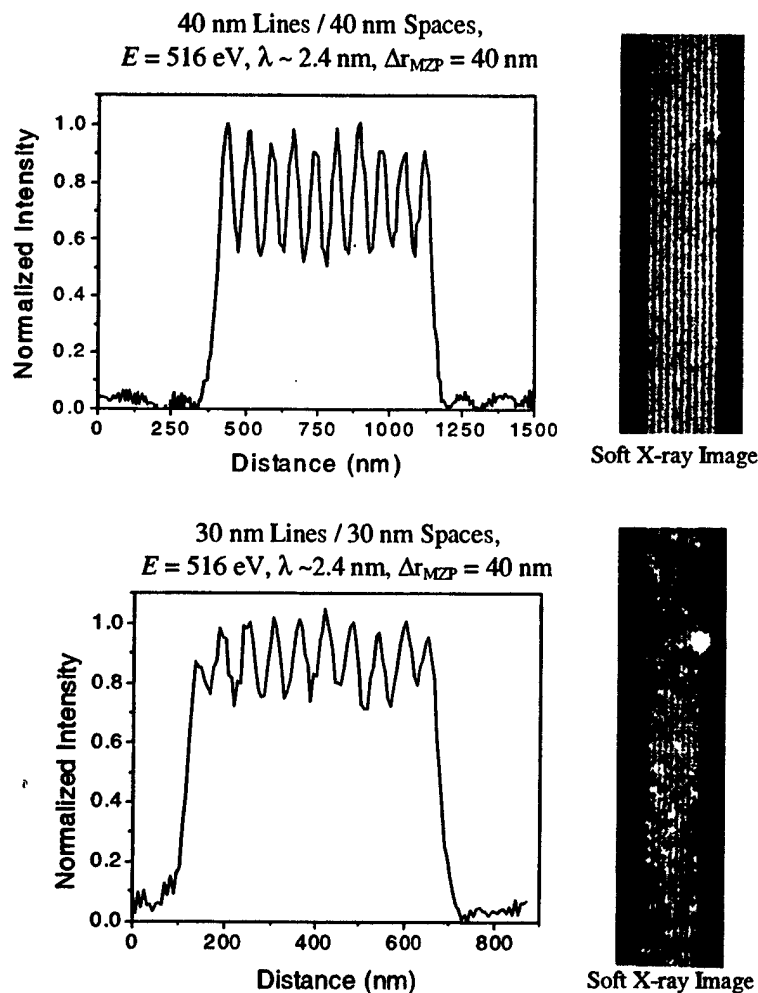 40 nm Lines / 40 nm Spaces,
E = 516 eV, λ ~ 2.4 nm, Δr_MZP = 40 nm
Normalized Intensity
1.0
0.8
0.6
0.4
0.2
0.0
0 250 500 750 1000 1250 1500
Distance (nm)
Soft X-ray Image
30 nm Lines / 30 nm Spaces,
E = 516 eV, λ ~2.4 nm, Δr_MZP = 40 nm
Normalized Intensity
1.0
0.8
0.6
0.4
0.2
0.0
0 200 400 600 800
Distance (nm)
Soft X-ray Image